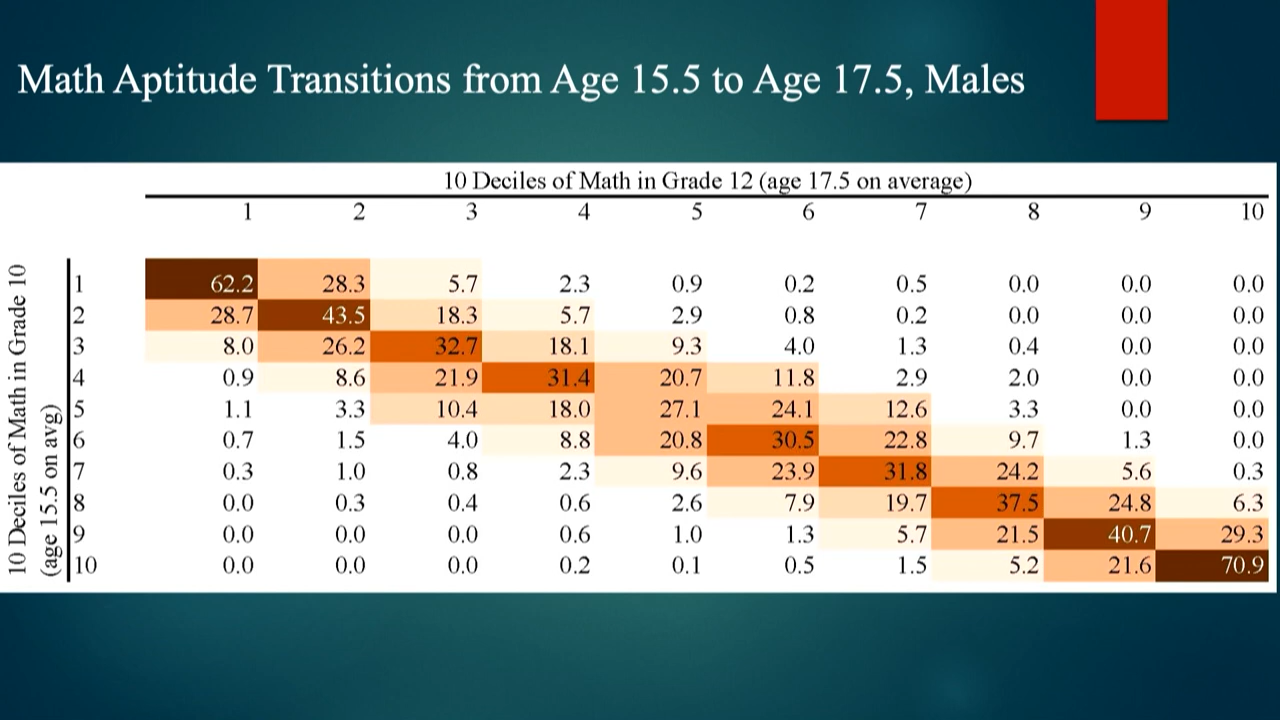 Math Aptitude Transitions from Age 15.5 to Age 17.5, Males
10 Deciles of Math in Grade 12 (age 17.5 on average)
1 2 3 4 5 6 7 8 9 10
10 Deciles of Math in Grade 10
(age 15.5 on avg)
1 62.2 28.3 5.7 2.3 0.9 0.2 0.5 0.0 0.0 0.0
2 28.7 43.5 18.3 5.7 2.9 0.8 0.2 0.0 0.0 0.0
3 8.0 26.2 32.7 18.1 9.3 4.0 1.3 0.4 0.0 0.0
4 0.9 8.6 21.9 31.4 20.7 11.8 2.9 2.0 0.0 0.0
5 1.1 3.3 10.4 18.0 27.1 24.1 12.6 3.3 0.0 0.0
6 0.7 1.5 4.0 8.8 20.8 30.5 22.8 9.7 1.3 0.0
7 0.3 1.0 0.8 2.3 9.6 23.9 31.8 24.2 5.6 0.3
8 0.0 0.3 0.4 0.6 2.6 7.9 19.7 37.5 24.8 6.3
9 0.0 0.0 0.0 0.6 1.0 1.3 5.7 21.5 40.7 29.3
10 0.0 0.0 0.0 0.2 0.1 0.5 1.5 5.2 21.6 70.9